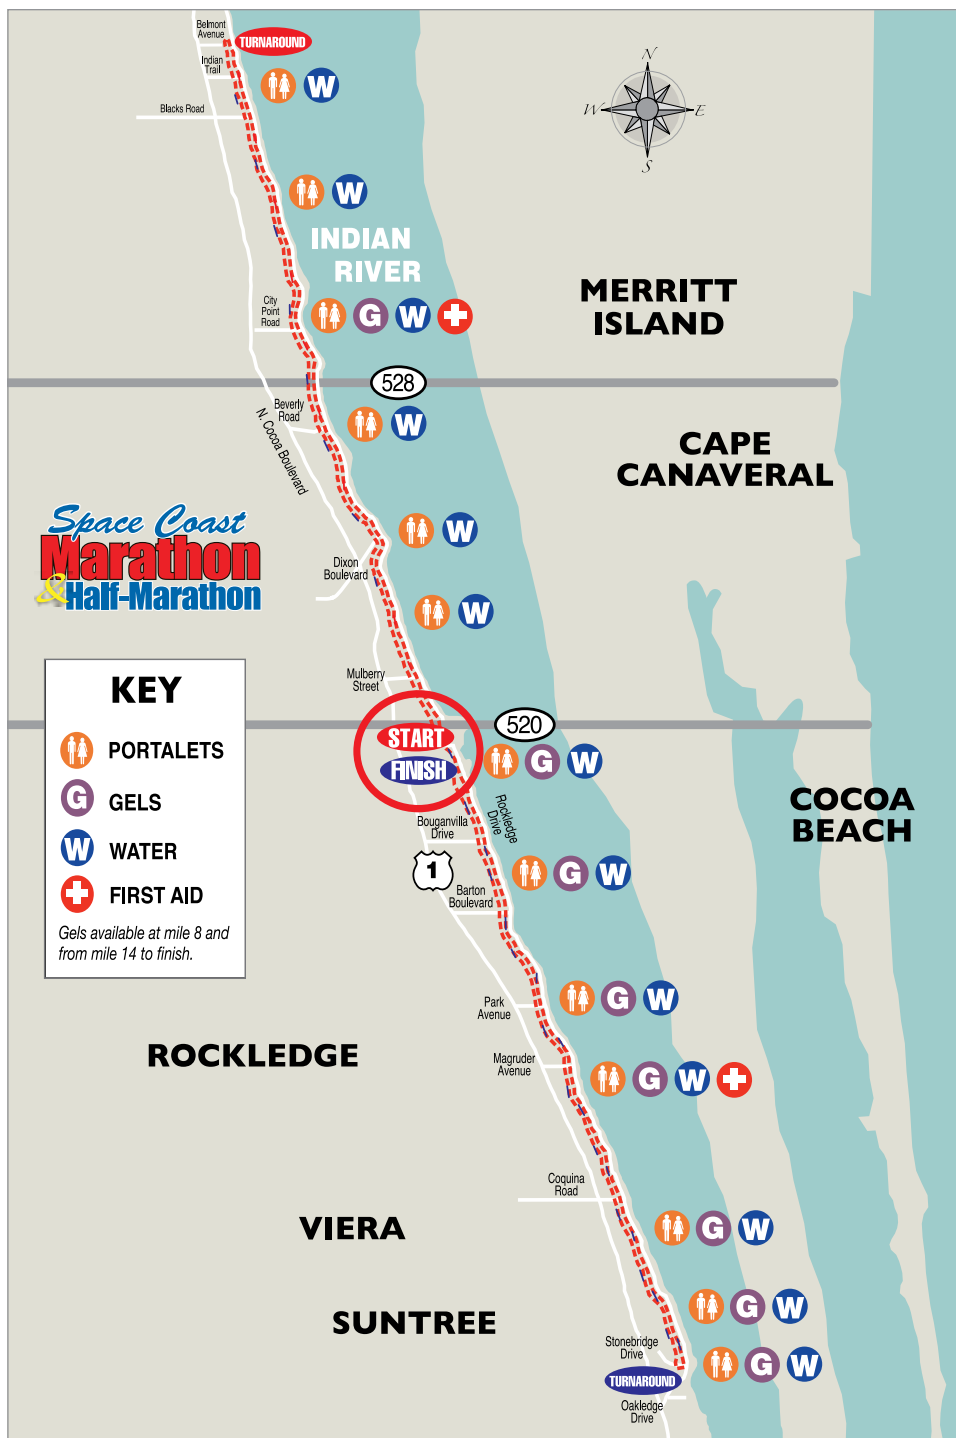 Belmont
Avenue
TURNAROUND
Indian
Trail
W
Blacks Road
N
W
E
S
W
INDIAN
RIVER
MERRITT
ISLAND
City
Point
Road
G
W
528
Beverly
Road
W
N. Cocoa Boulevard
CAPE
CANAVERAL
Space Coast
Marathon
& Half-Marathon
W
Dixon
Boulevard
W
Mulberry
Street
KEY
PORTALETS
G GELS
W WATER
FIRST AID
Gels available at mile 8 and
from mile 14 to finish.
520
START
FINISH
G
W
Rockledge
Drive
COCOA
BEACH
Bouganvilla
Drive
1
G
W
Barton
Boulevard
Park
Avenue
G
W
ROCKLEDGE
Magruder
Avenue
G
W
Coquina
Road
VIERA
G
W
SUNTREE
G
W
Stonebridge
Drive
G
W
TURNAROUND
Oakledge
Drive